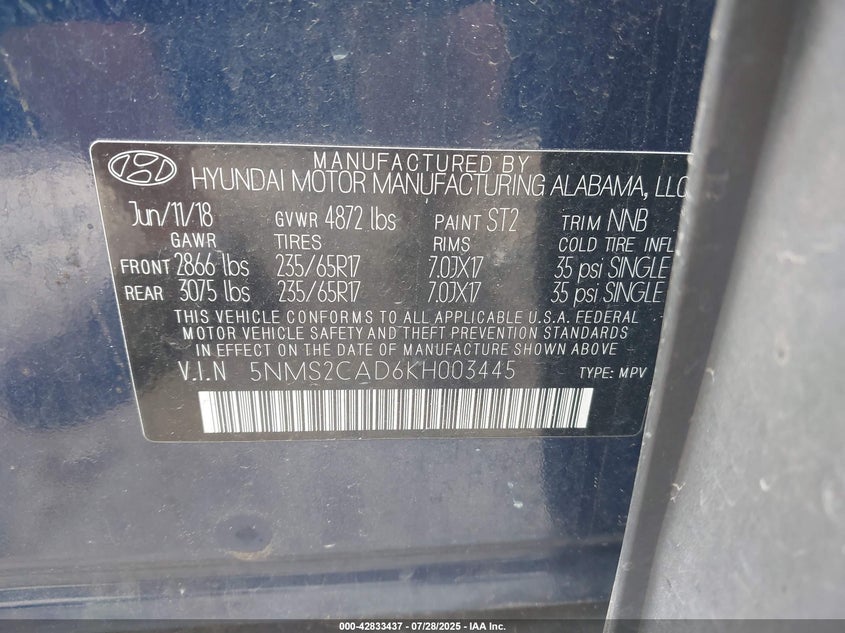 MANUFACTURED BY
HYUNDAI MOTOR MANUFACTURING ALABAMA, LLC
Jun/11/18 GVWR 4872 lbs PAINT ST2 TRIM NNB
GAWR TIRES RIMS COLD TIRE INFL
FRONT 2866 lbs 235/65R17 7.0JX17 35 psi SINGLE
REAR 3075 lbs 235/65R17 7.0JX17 35 psi SINGLE
THIS VEHICLE CONFORMS TO ALL APPLICABLE U.S.A. FEDERAL
MOTOR VEHICLE SAFETY AND THEFT PREVENTION STANDARDS
IN EFFECT ON THE DATE OF MANUFACTURE SHOWN ABOVE
V.I.N 5NMS2CAD6KH003445 TYPE: MPV
000-42833437 - 07/28/2025 - IAA Inc.